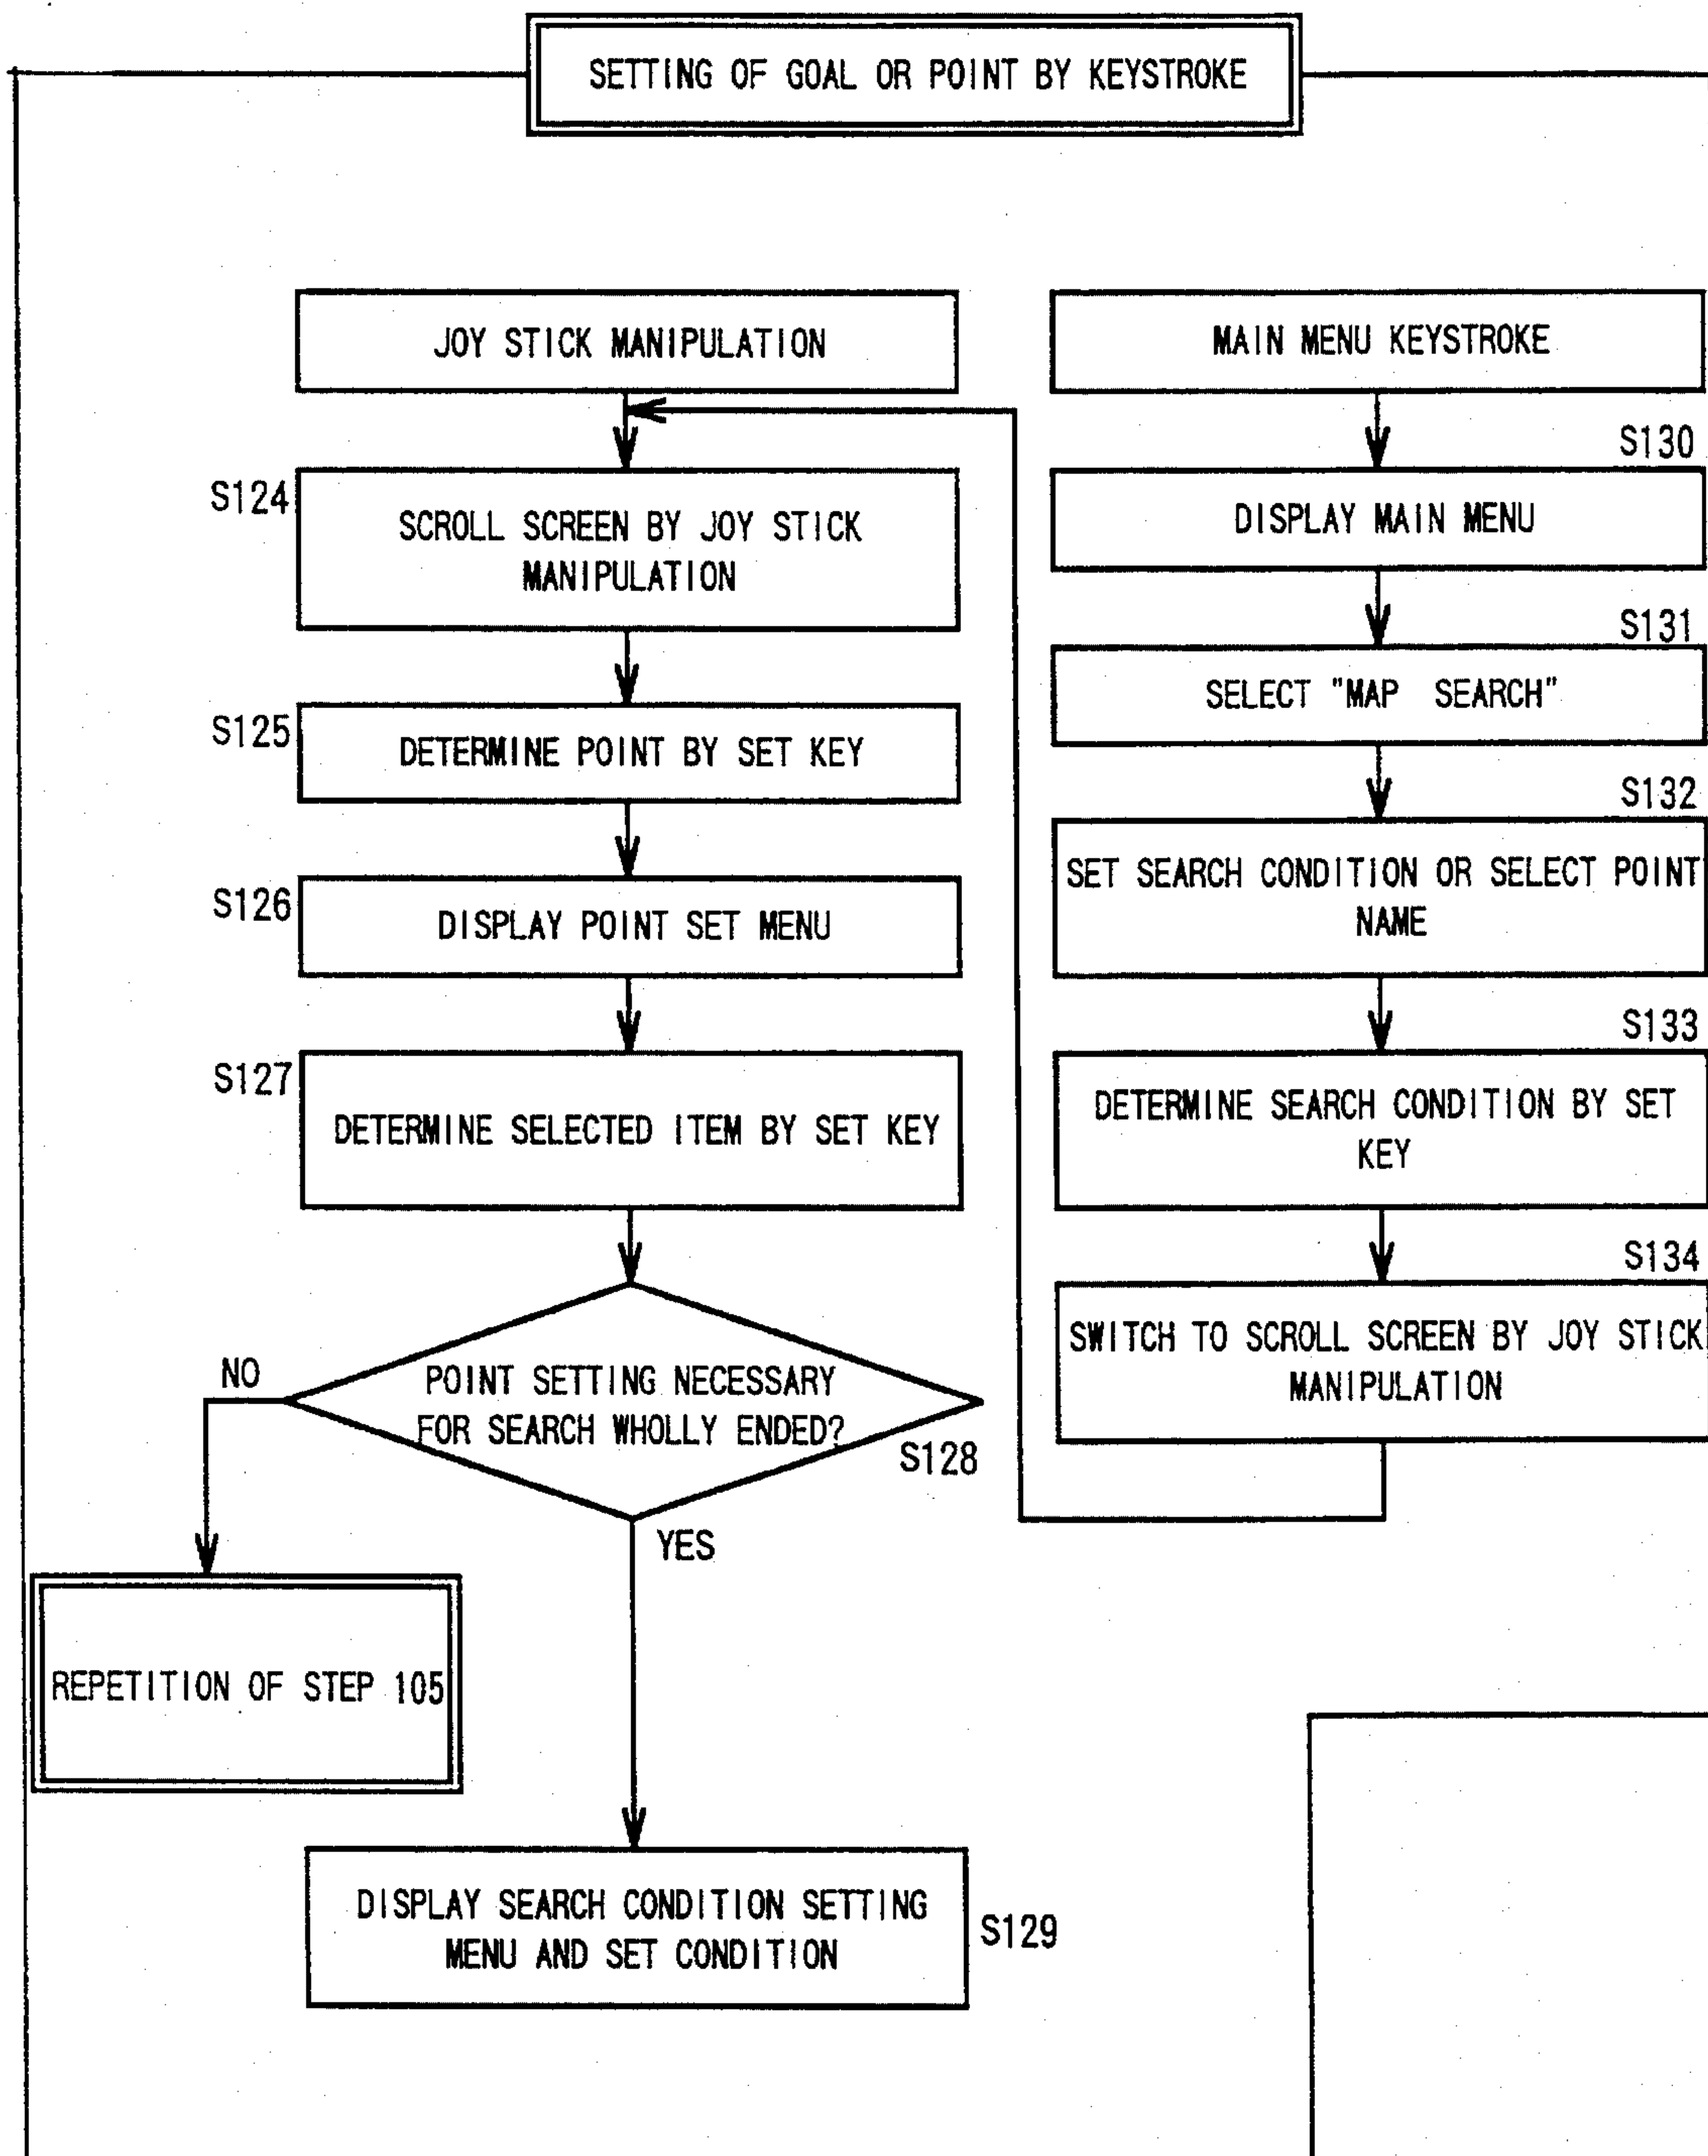 SETTING OF GOAL OR POINT BY KEYSTROKE
JOY STICK MANIPULATION
S124
SCROLL SCREEN BY JOY STICK
MANIPULATION
S125
DETERMINE POINT BY SET KEY
S126
DISPLAY POINT SET MENU
S127
DETERMINE SELECTED ITEM BY SET KEY
POINT SETTING NECESSARY
FOR SEARCH WHOLLY ENDED?
S128
NO
YES
REPETITION OF STEP 105
DISPLAY SEARCH CONDITION SETTING
MENU AND SET CONDITION
S129
MAIN MENU KEYSTROKE
S130
DISPLAY MAIN MENU
S131
SELECT "MAP SEARCH"
S132
SET SEARCH CONDITION OR SELECT POINT
NAME
S133
DETERMINE SEARCH CONDITION BY SET
KEY
S134
SWITCH TO SCROLL SCREEN BY JOY STICK
MANIPULATION